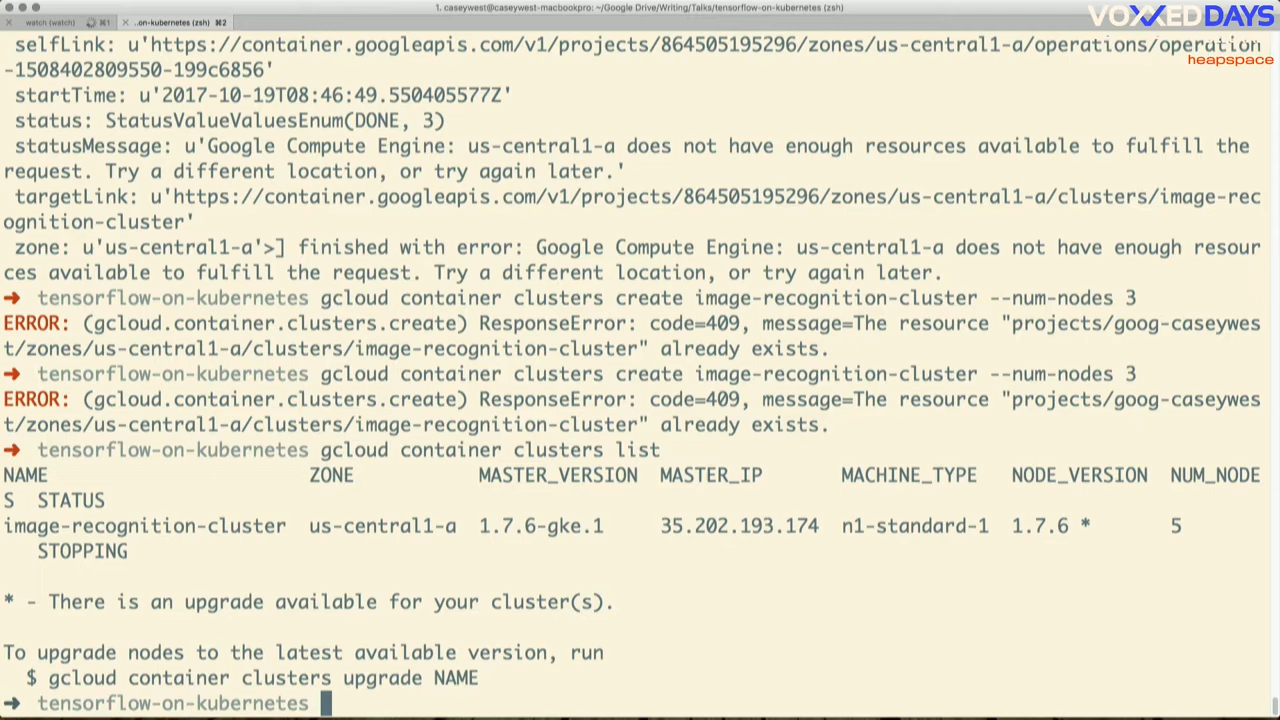 1. caseywest@caseywest-macbookpro: ~/Google Drive/Writing/Talks/tensorflow-on-kubernetes (zsh)
watch (watch) ⌘1 ..on-kubernetes (zsh) ⌘2
VOXXED DAYS
heapspace
selfLink: u'https://container.googleapis.com/v1/projects/864505195296/zones/us-central1-a/operations/operation
-1508402809550-199c6856'
startTime: u'2017-10-19T08:46:49.550405577Z'
status: StatusValueValuesEnum(DONE, 3)
statusMessage: u'Google Compute Engine: us-central1-a does not have enough resources available to fulfill the
request. Try a different location, or try again later.'
targetLink: u'https://container.googleapis.com/v1/projects/864505195296/zones/us-central1-a/clusters/image-rec
ognition-cluster'
zone: u'us-central1-a'>] finished with error: Google Compute Engine: us-central1-a does not have enough resour
ces available to fulfill the request. Try a different location, or try again later.
➜ tensorflow-on-kubernetes gcloud container clusters create image-recognition-cluster --num-nodes 3
ERROR: (gcloud.container.clusters.create) ResponseError: code=409, message=The resource "projects/goog-caseywes
t/zones/us-central1-a/clusters/image-recognition-cluster" already exists.
➜ tensorflow-on-kubernetes gcloud container clusters create image-recognition-cluster --num-nodes 3
ERROR: (gcloud.container.clusters.create) ResponseError: code=409, message=The resource "projects/goog-caseywes
t/zones/us-central1-a/clusters/image-recognition-cluster" already exists.
➜ tensorflow-on-kubernetes gcloud container clusters list
NAME ZONE MASTER_VERSION MASTER_IP MACHINE_TYPE NODE_VERSION NUM_NODE
S STATUS
image-recognition-cluster us-central1-a 1.7.6-gke.1 35.202.193.174 n1-standard-1 1.7.6 * 5
STOPPING
* - There is an upgrade available for your cluster(s).
To upgrade nodes to the latest available version, run
$ gcloud container clusters upgrade NAME
➜ tensorflow-on-kubernetes